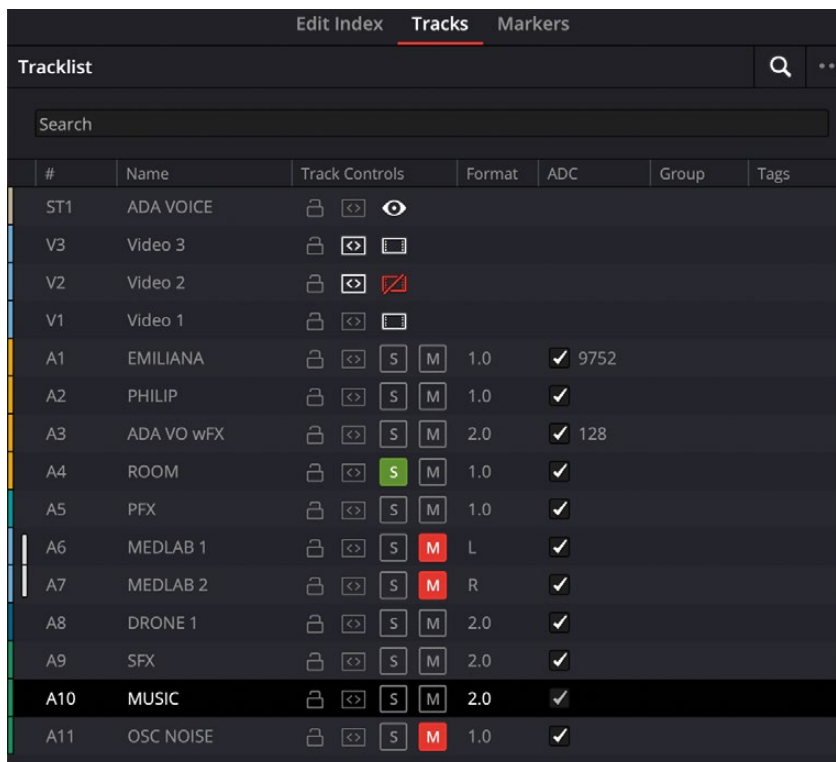 Edit Index Tracks Markers
Tracklist
Search
# Name Track Controls Format ADC Group Tags
ST1 ADA VOICE
V3 Video 3
V2 Video 2
V1 Video 1
A1 EMILIANA S M 1.0 9752
A2 PHILIP S M 1.0
A3 ADA VO wFX S M 2.0 128
A4 ROOM S M 1.0
A5 PFX S M 1.0
A6 MEDLAB 1 S M L
A7 MEDLAB 2 S M R
A8 DRONE 1 S M 2.0
A9 SFX S M 2.0
A10 MUSIC S M 2.0
A11 OSC NOISE S M 1.0